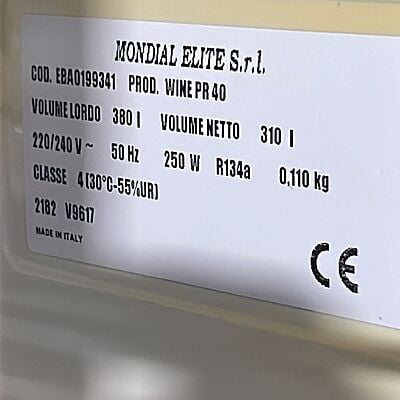 MONDIAL ELITE S.r.l.
COD. EBA0199341 PROD. WINE PR 40
VOLUME LORDO 380 l VOLUME NETTO 310 l
220/240 V ~ 50 Hz 250 W R134a 0,110 kg
CLASSE 4 (30°C-55%UR)
2182 V9617
MADE IN ITALY
CE